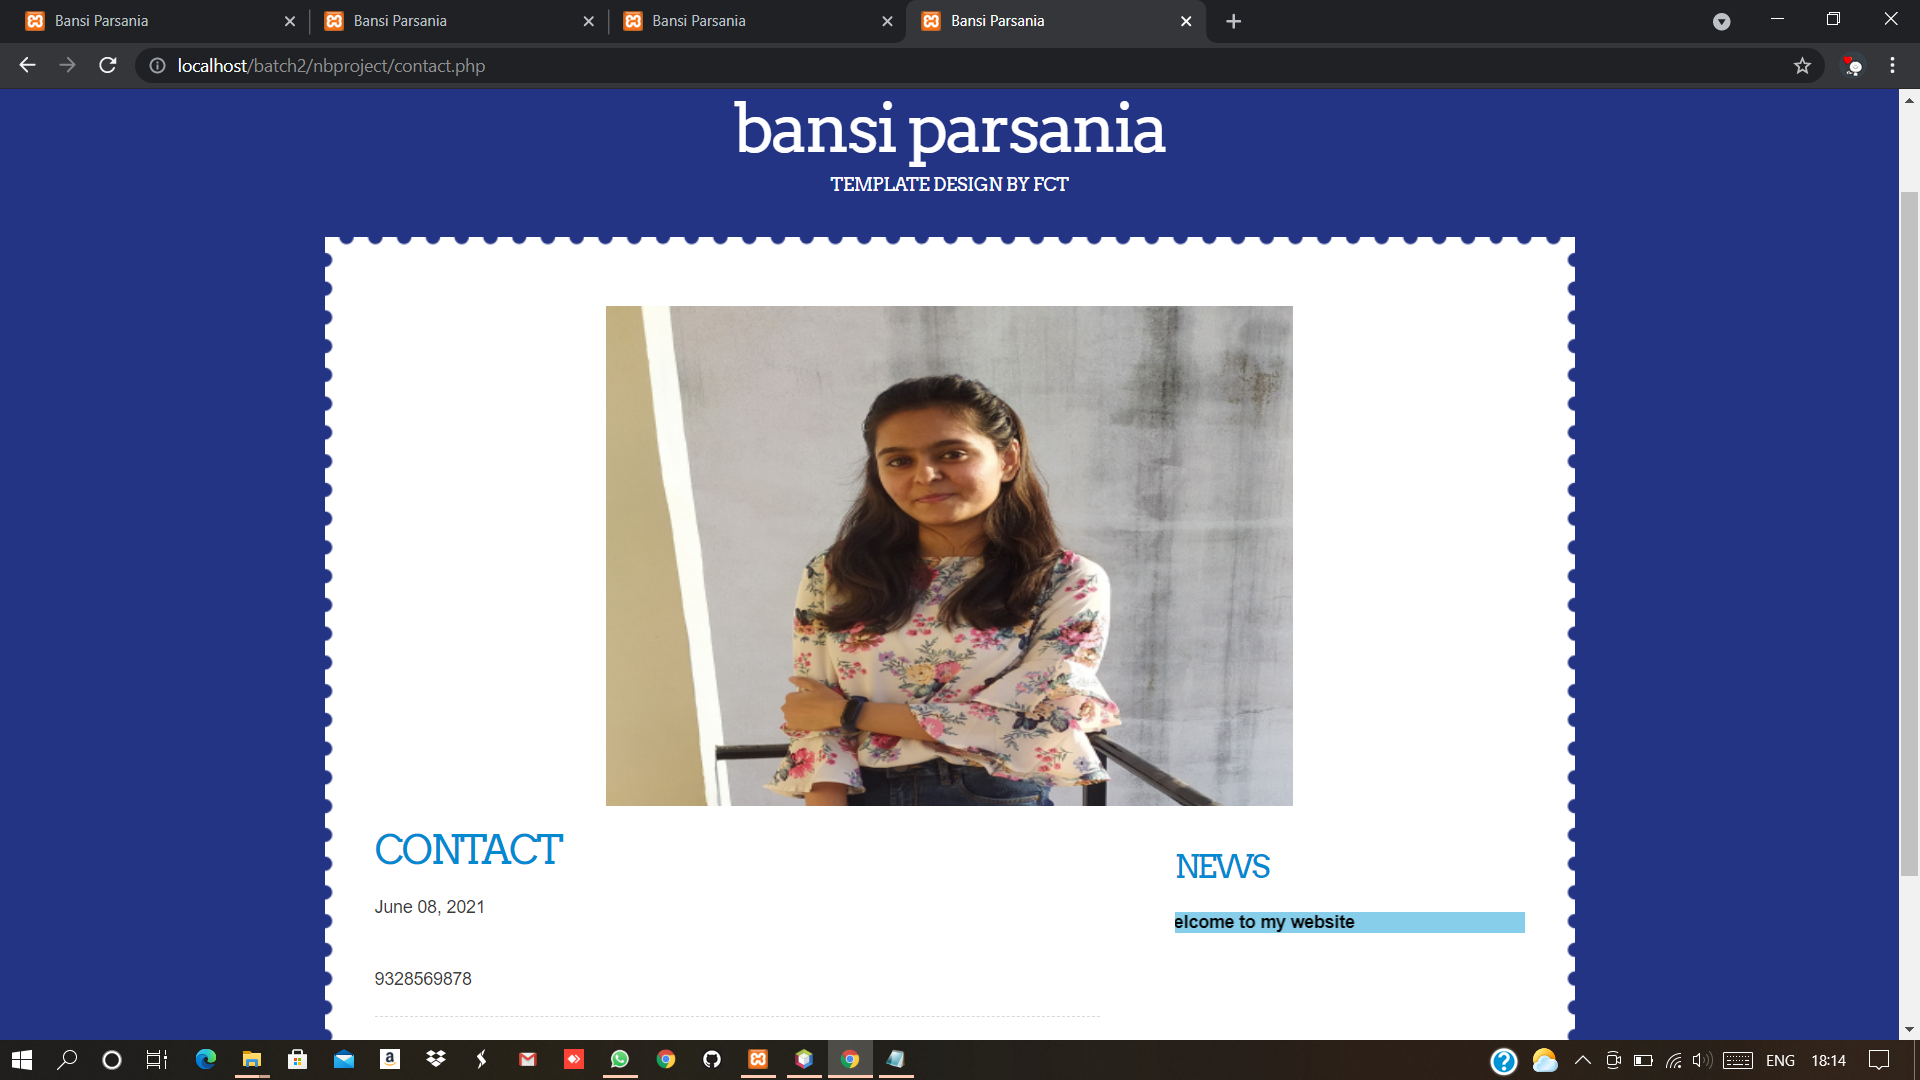 Bansi Parsania
Bansi Parsania
Bansi Parsania
Bansi Parsania
localhost/batch2/nbproject/contact.php
bansi parsania
TEMPLATE DESIGN BY FCT
CONTACT
June 08, 2021
9328569878
NEWS
elcome to my website
ENG
18:14